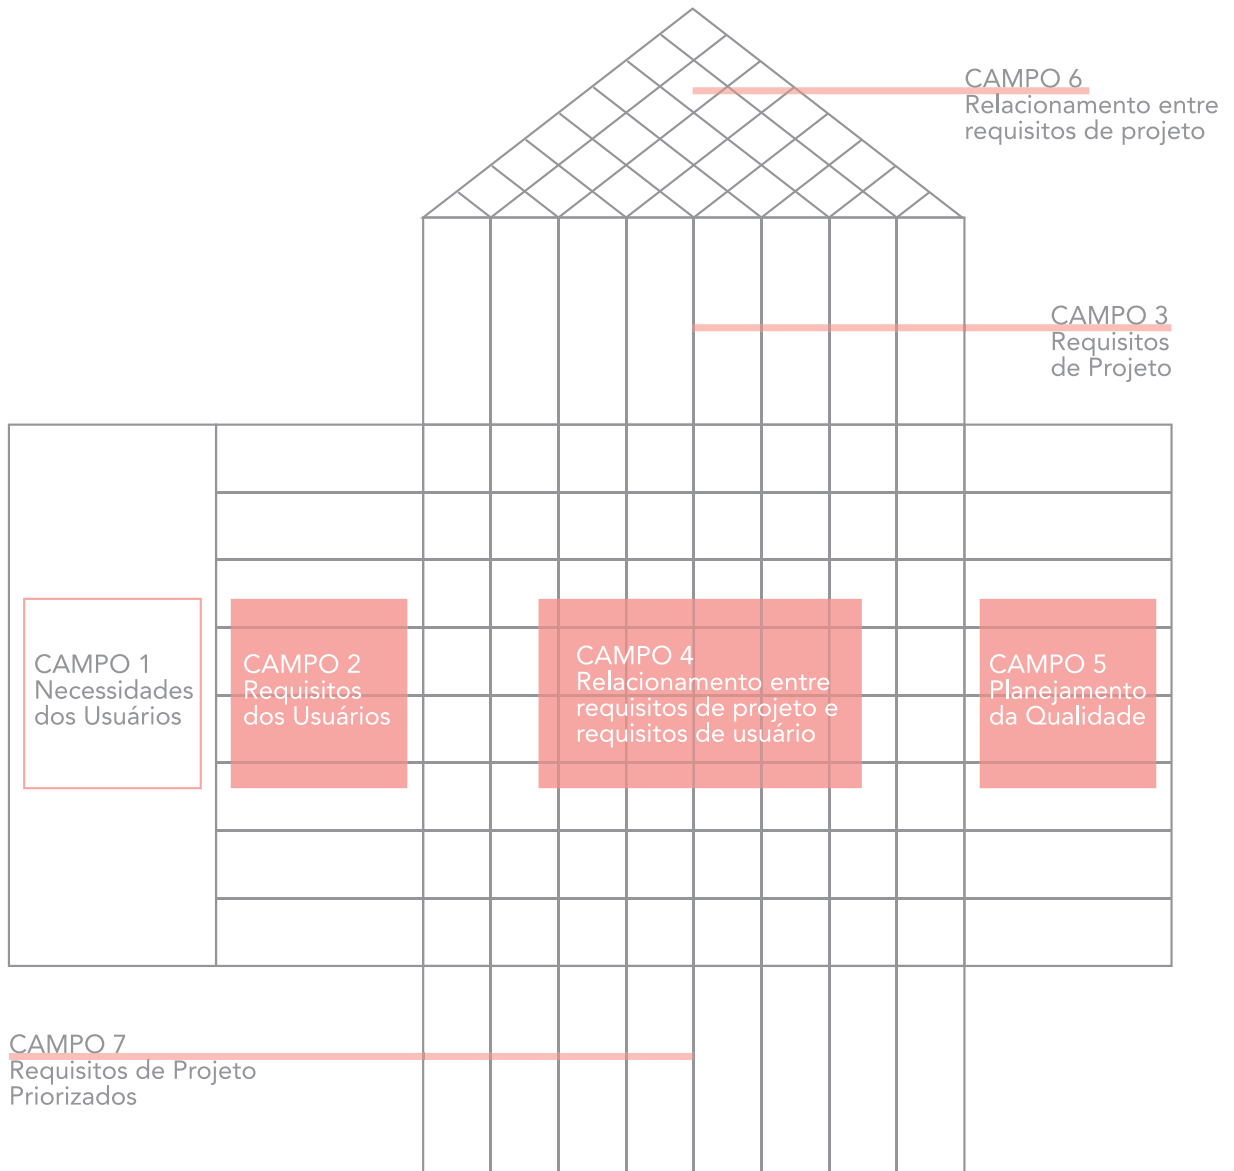 CAMPO 6
Relacionamento entre
requisitos de projeto
CAMPO 3
Requisitos
de Projeto
CAMPO 1
Necessidades
dos Usuários
CAMPO 2
Requisitos
dos Usuários
CAMPO 4
Relacionamento entre
requisitos de projeto e
requisitos de usuário
CAMPO 5
Planejamento
da Qualidade
CAMPO 7
Requisitos de Projeto
Priorizados